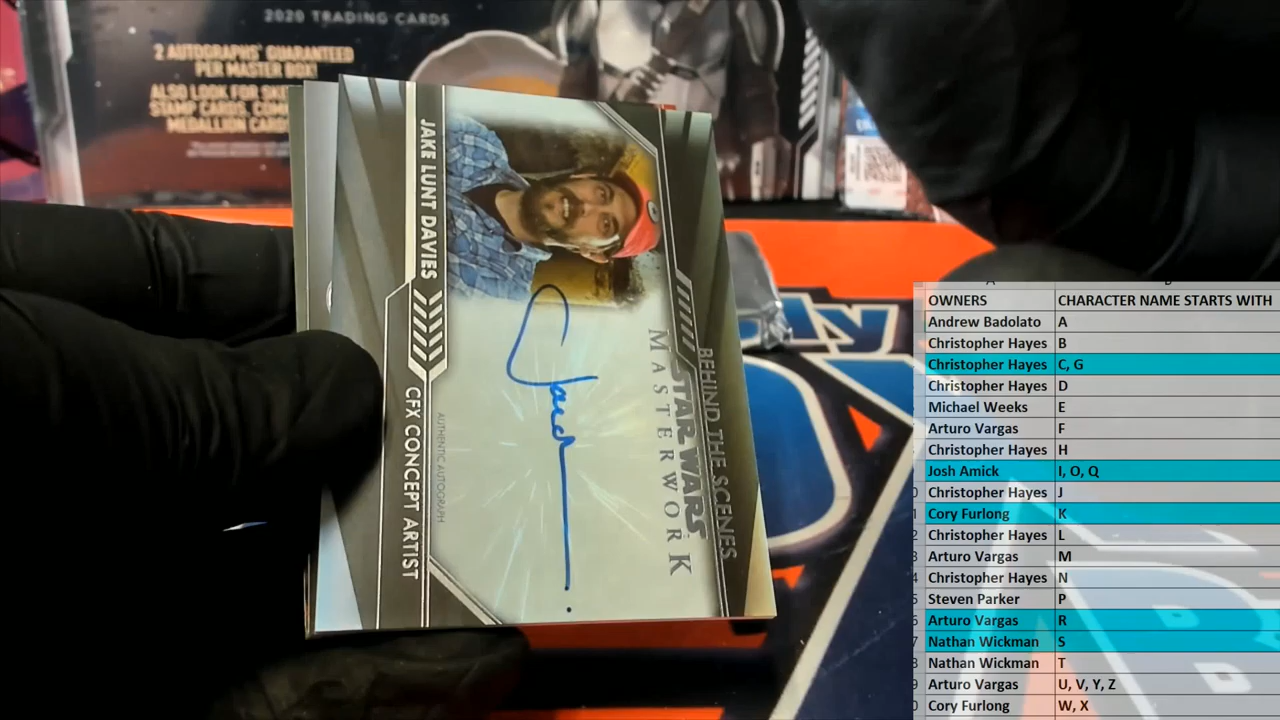 2020 TRADING CARDS
2 AUTOGRAPHS GUARANTEED
PER MASTER BOX!
ALSO LOOK FOR
STAMP CARDS,
MEDALLION CARD
BEHIND THE SCENES
STAR WARS
MASTERWORK
AUTHENTIC AUTOGRAPH
JAKE LUNT DAVIES
CFX CONCEPT ARTIST
OWNERS CHARACTER NAME STARTS WITH
Andrew Badolato A
Christopher Hayes B
Christopher Hayes C, G
Christopher Hayes D
Michael Weeks E
Arturo Vargas F
Christopher Hayes H
Josh Amick I, O, Q
Christopher Hayes J
Cory Furlong K
Christopher Hayes L
Arturo Vargas M
Christopher Hayes N
Steven Parker P
Arturo Vargas R
Nathan Wickman S
Nathan Wickman T
Arturo Vargas U, V, Y, Z
Cory Furlong W, X